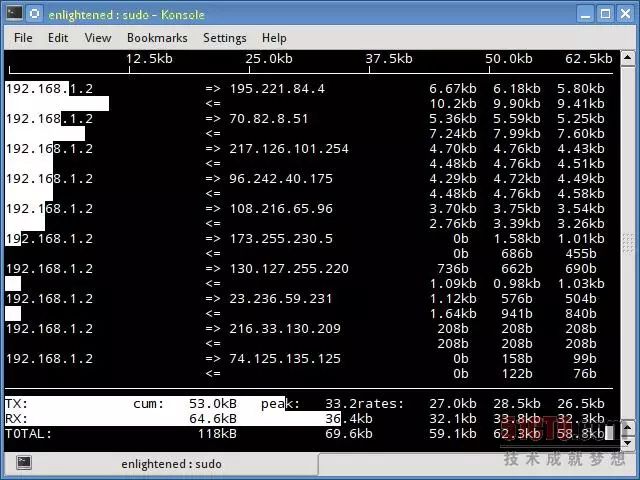 enlightened : sudo - Konsole
File Edit View Bookmarks Settings Help
12.5kb 25.0kb 37.5kb 50.0kb 62.5kb
192.168.1.2 => 195.221.84.4 6.67kb 6.18kb 5.80kb
<= 10.2kb 9.90kb 9.41kb
192.168.1.2 => 70.82.8.51 5.36kb 5.59kb 5.25kb
<= 7.24kb 7.99kb 7.60kb
192.168.1.2 => 217.126.101.254 4.70kb 4.76kb 4.43kb
<= 4.48kb 4.76kb 4.51kb
192.168.1.2 => 96.242.40.175 4.29kb 4.72kb 4.49kb
<= 4.48kb 4.76kb 4.58kb
192.168.1.2 => 108.216.65.96 3.70kb 3.75kb 3.54kb
<= 2.76kb 3.39kb 3.26kb
192.168.1.2 => 173.255.230.5 0b 1.58kb 1.01kb
<= 0b 686b 455b
192.168.1.2 => 130.127.255.220 736b 662b 690b
<= 1.09kb 0.98kb 1.03kb
192.168.1.2 => 23.236.59.231 1.12kb 576b 504b
<= 1.64kb 941b 840b
192.168.1.2 => 216.33.130.209 208b 208b 208b
<= 208b 208b 208b
192.168.1.2 => 74.125.135.125 0b 158b 99b
<= 0b 122b 76b
TX: cum: 53.0kB peak: 33.2rates: 27.0kb 28.5kb 26.5kb
RX: 64.6kB 36.4kb 32.1kb 33.8kb 32.3kb
TOTAL: 118kB 69.6kb 59.1kb 62.3kb 58.8kb
技术成就梦想
enlightened : sudo